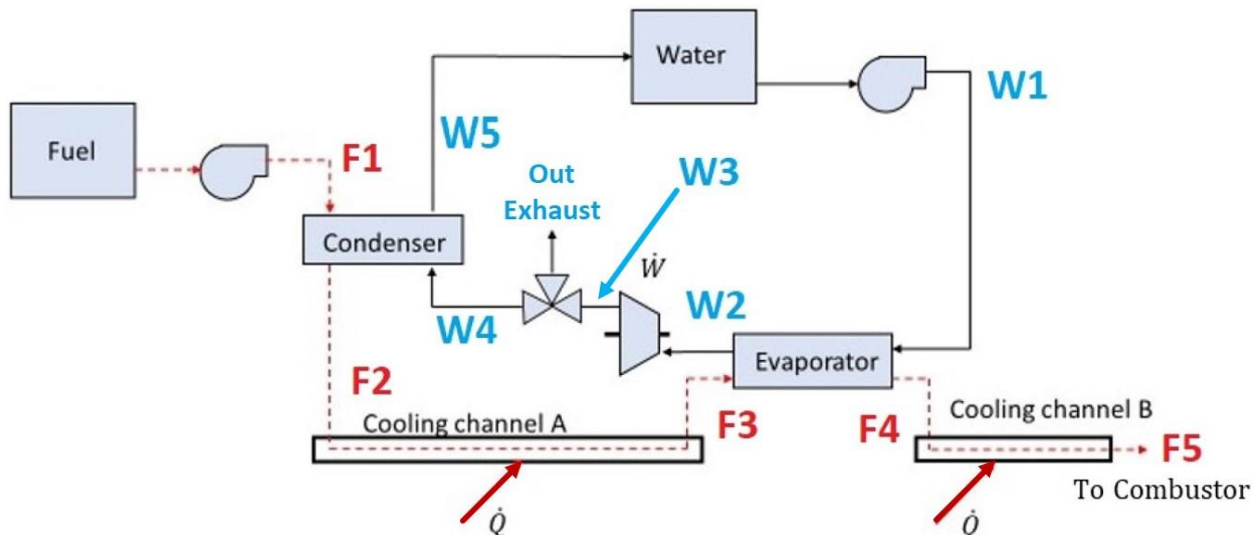 Water
W1
Fuel
F1
W5
Out
Exhaust
W3
Condenser
Ẇ
W4
W2
Evaporator
F2
Cooling channel A
F3
F4
Cooling channel B
F5
To Combustor
Q̇
Q̇